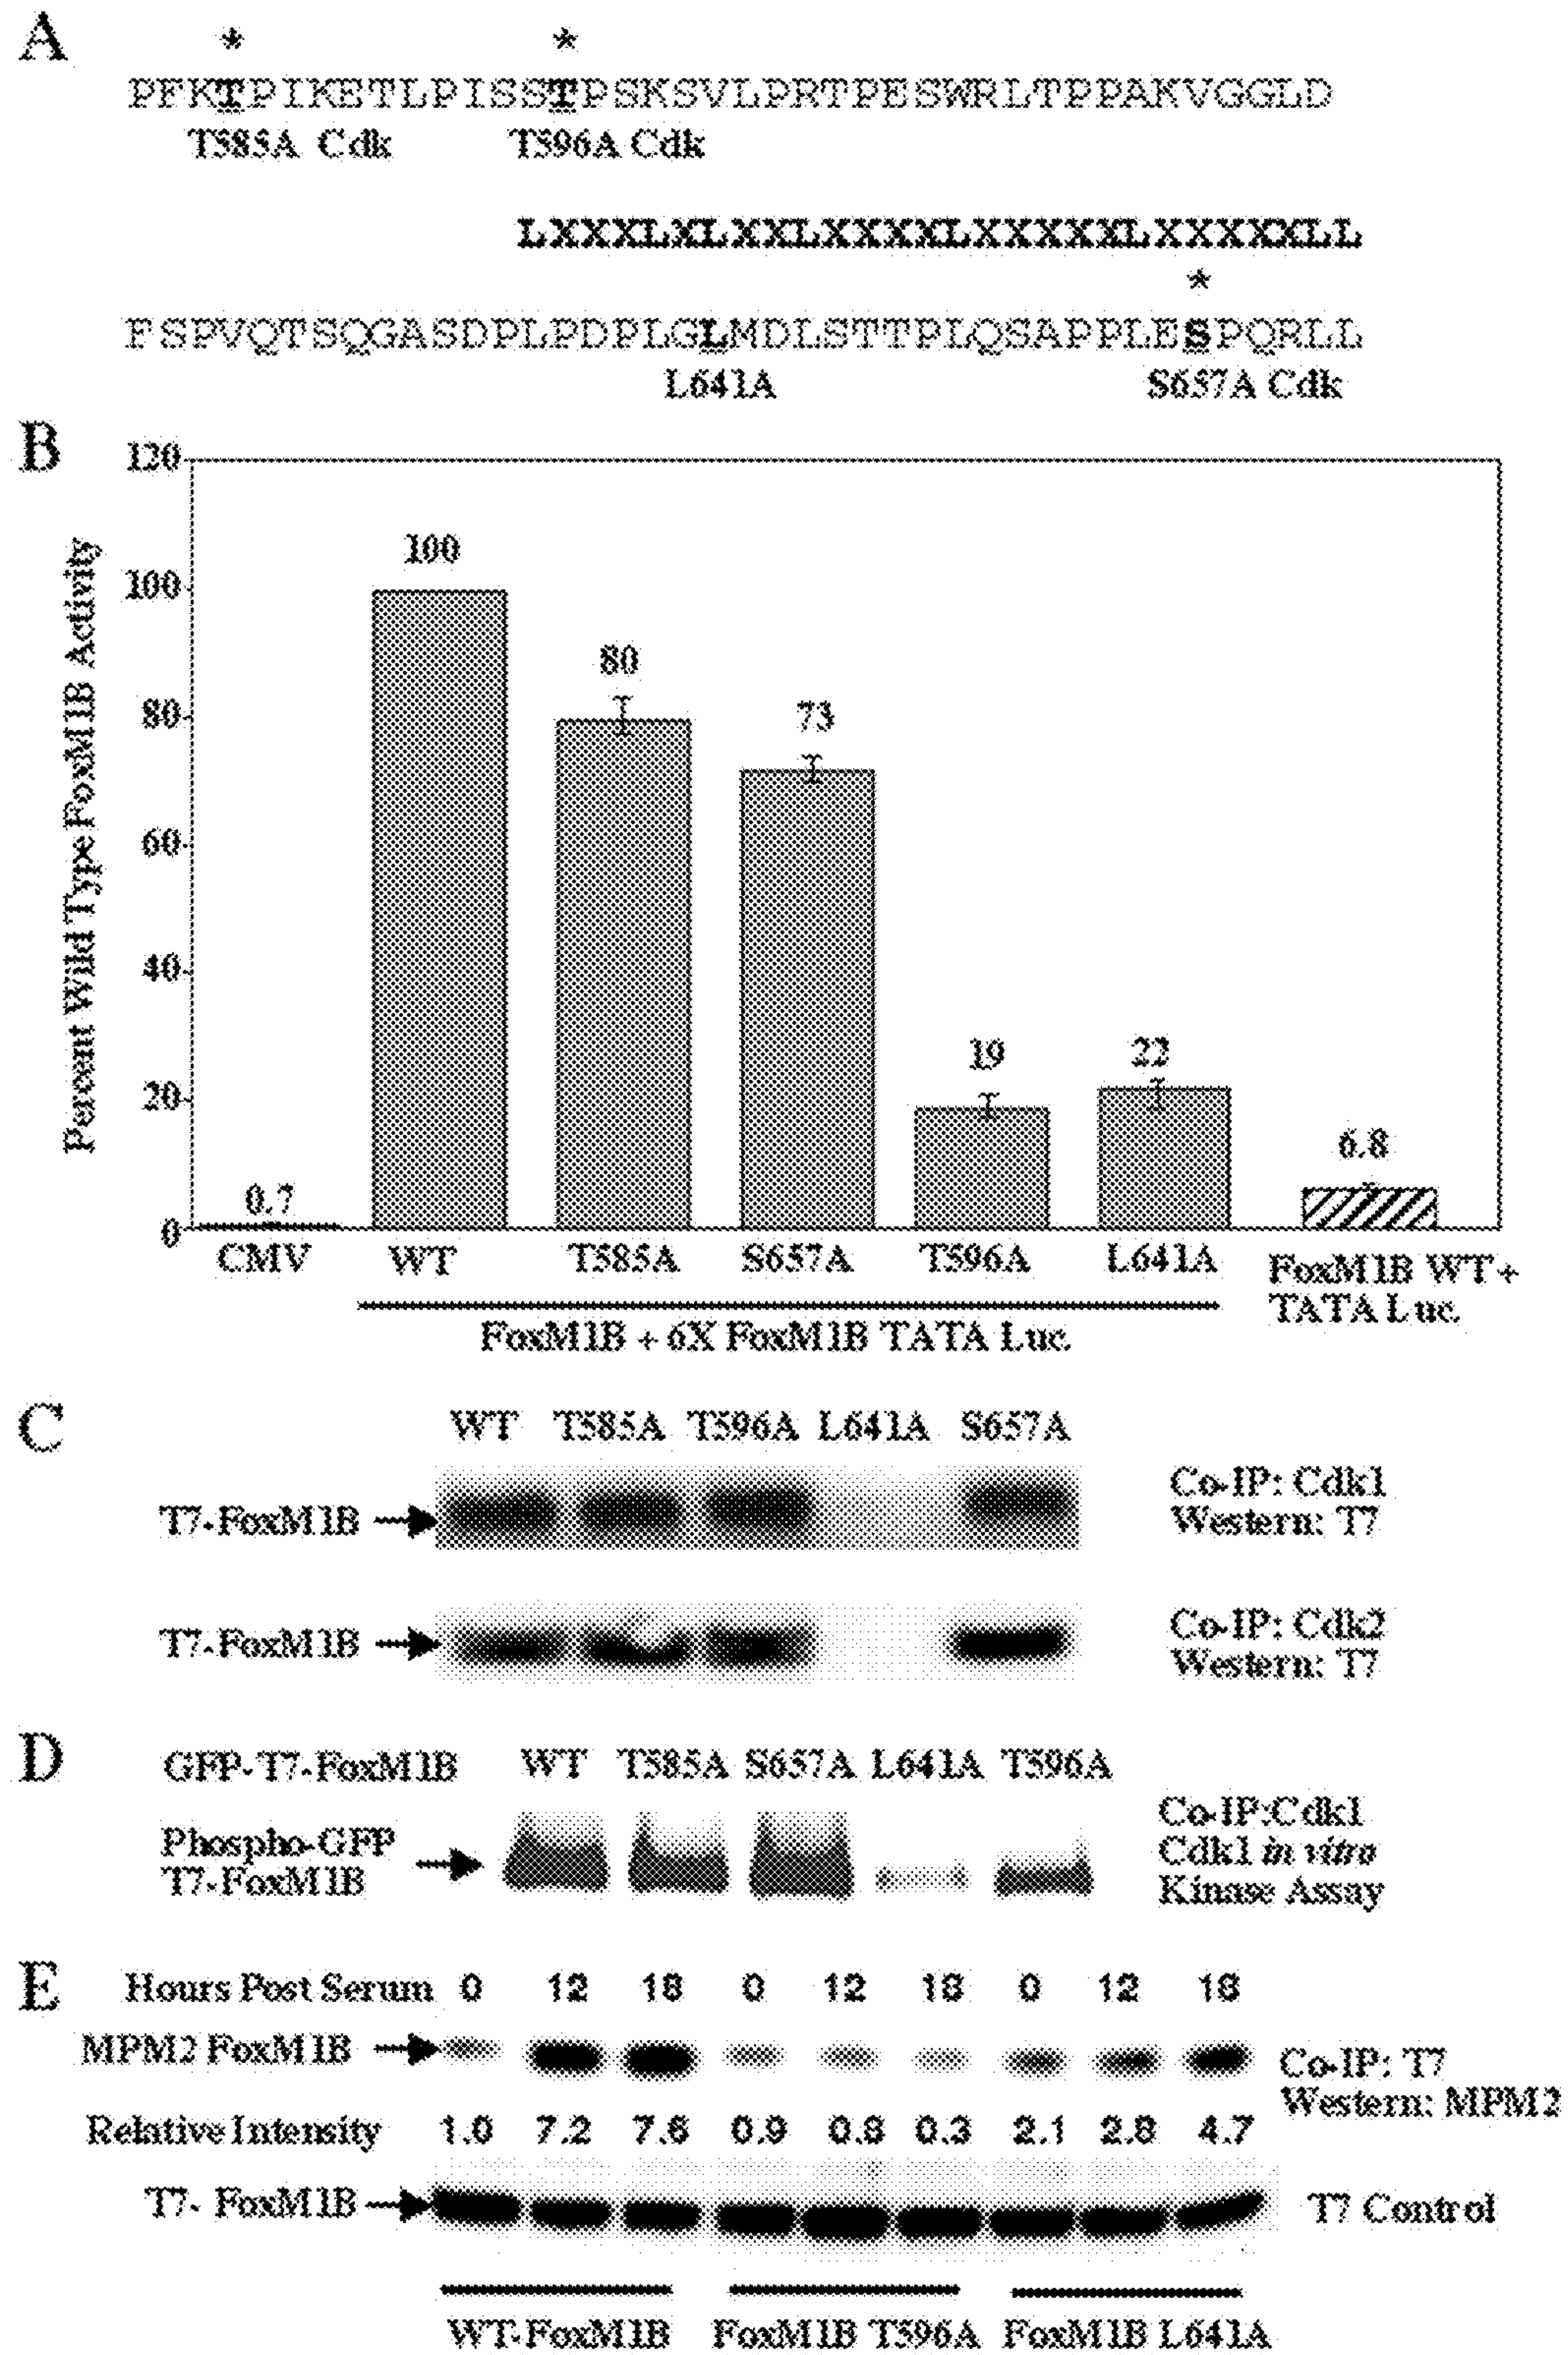 A
* *
PFKTPIKETLPISSTPSKSVLPRTPESWRLTPPAKVGGLD
T585A Cdk T596A Cdk
LXXXLXLXXLXXXXLXXXXXLXXXXXLL
*
FSPVQTSQGASDPLPDPLGLMDLSTTPLQSAPPLESPQRLL
L641A S657A Cdk
B
Percent Wild Type FoxM1B Activity
120
100
80
60
40
20
0
0.7 100 80 73 19 22 6.8
CMV WT T585A S657A T596A L641A FoxM1B WT+
TATA Luc.
FoxM1B + 6X FoxM1B TATA Luc.
C
WT T585A T596A L641A S657A
T7-FoxM1B Co-IP: Cdk1
Western: T7
T7-FoxM1B Co-IP: Cdk2
Western: T7
D
GFP-T7-FoxM1B WT T585A S657A L641A T596A
Phospho-GFP
T7-FoxM1B
Co-IP:Cdk1
Cdk1 in vitro
Kinase Assay
E
Hours Post Serum 0 12 18 0 12 18 0 12 18
MPM2 FoxM1B Co-IP: T7
Western: MPM2
Relative Intensity 1.0 7.2 7.6 0.9 0.8 0.3 2.1 2.8 4.7
T7- FoxM1B T7 Control
WT-FoxM1B FoxM1B T596A FoxM1B L641A